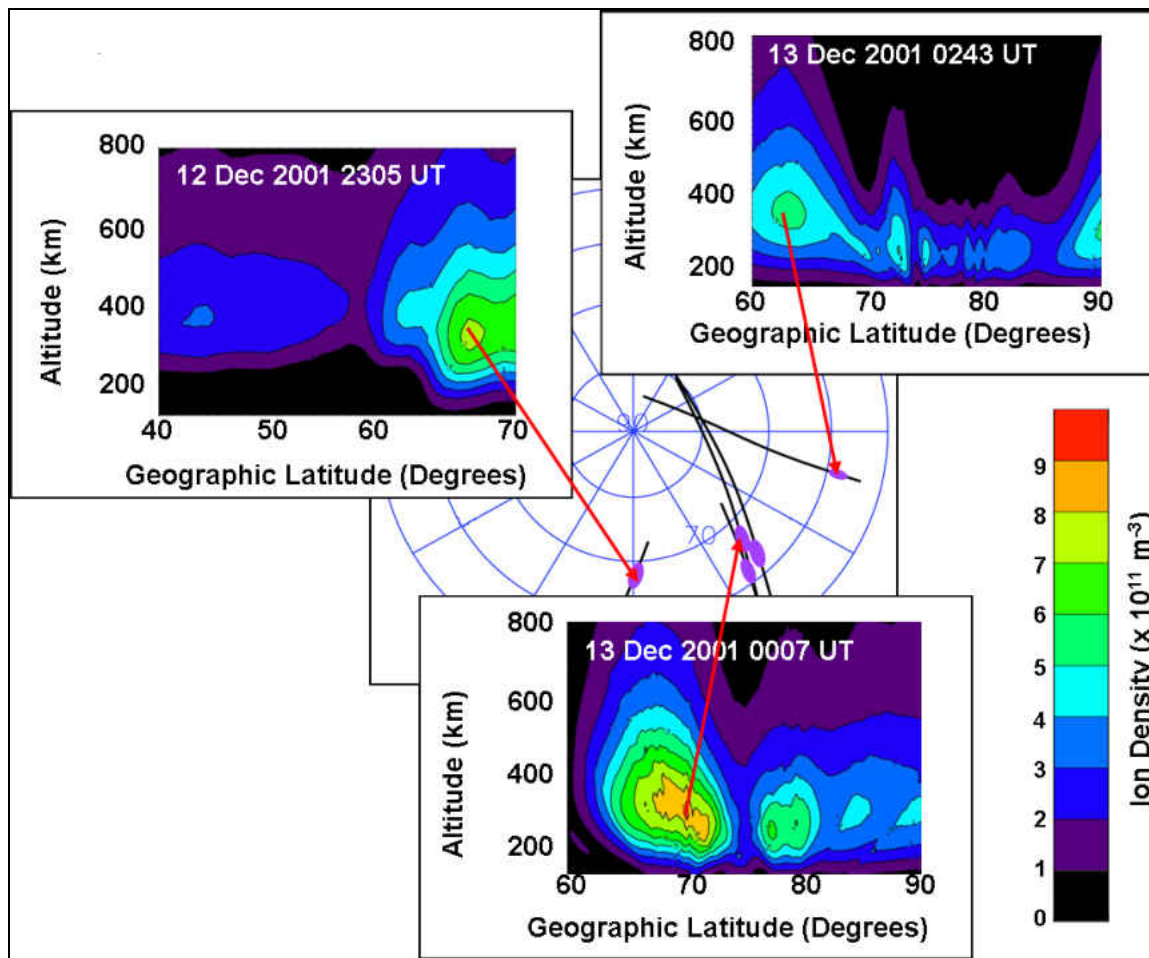 800
600
400
200
Altitude (km)
13 Dec 2001 0243 UT
60 70 80 90
Geographic Latitude (Degrees)
800
600
400
200
Altitude (km)
12 Dec 2001 2305 UT
40 50 60 70
Geographic Latitude (Degrees)
90
70
800
600
400
200
Altitude (km)
13 Dec 2001 0007 UT
60 70 80 90
Geographic Latitude (Degrees)
9
8
7
6
5
4
3
2
1
0
Ion Density (x 10¹¹ m⁻³)